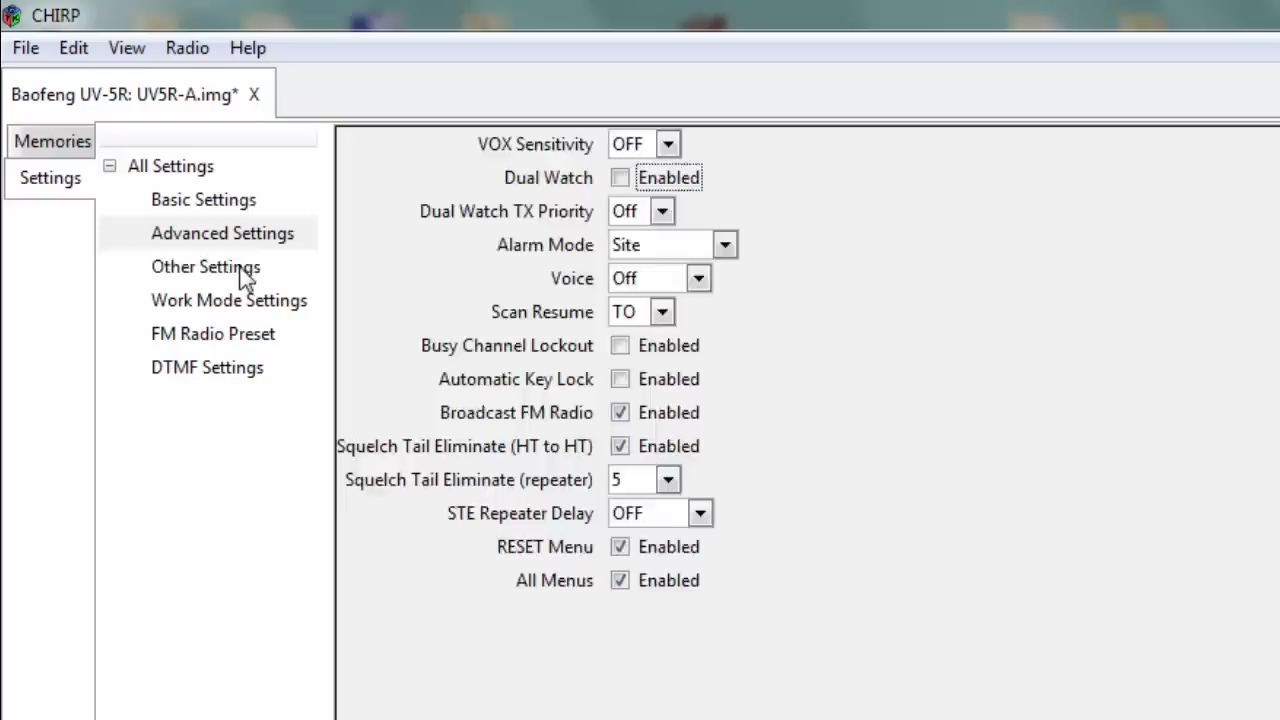 CHIRP
File Edit View Radio Help
Baofeng UV-5R: UV5R-A.img* X
Memories
Settings
All Settings
Basic Settings
Advanced Settings
Other Settings
Work Mode Settings
FM Radio Preset
DTMF Settings
VOX Sensitivity OFF
Dual Watch Enabled
Dual Watch TX Priority Off
Alarm Mode Site
Voice Off
Scan Resume TO
Busy Channel Lockout Enabled
Automatic Key Lock Enabled
Broadcast FM Radio Enabled
Squelch Tail Eliminate (HT to HT) Enabled
Squelch Tail Eliminate (repeater) 5
STE Repeater Delay OFF
RESET Menu Enabled
All Menus Enabled